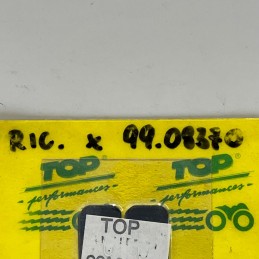 RIC. x 99.08370
TOP TOP
performances performances
TOP